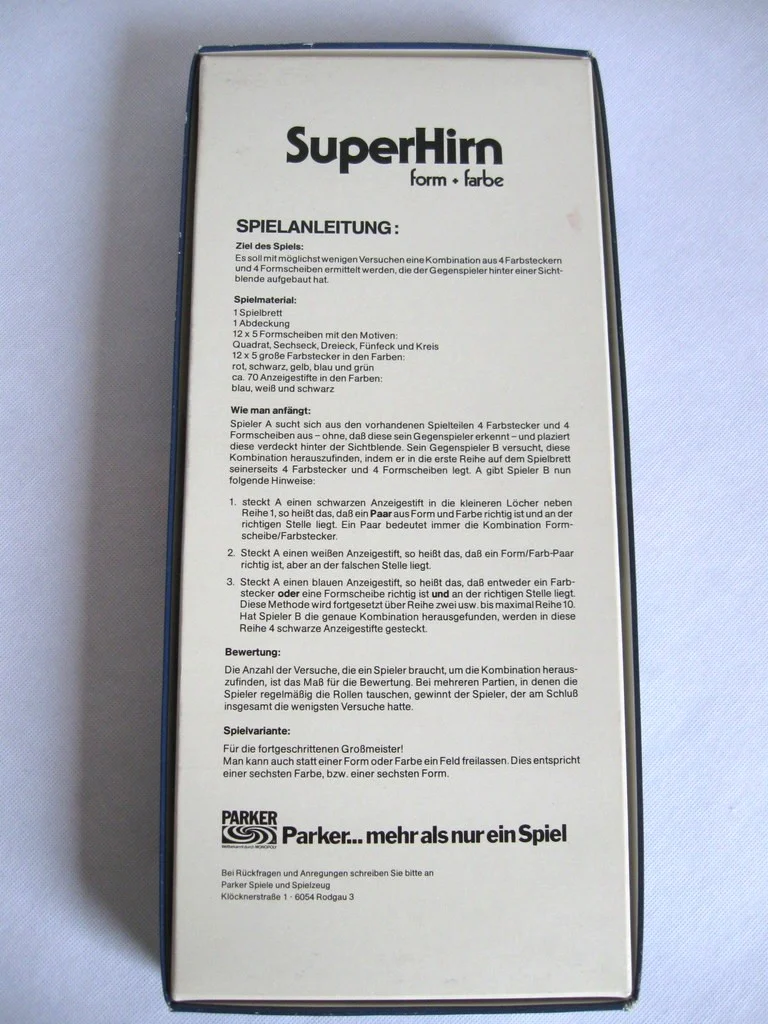 SuperHirn
form + farbe
SPIELANLEITUNG:
Ziel des Spiels:
Es soll mit möglichst wenigen Versuchen eine Kombination aus 4 Farbsteckern
und 4 Formscheiben ermittelt werden, die der Gegenspieler hinter einer Sicht-
blende aufgebaut hat.
Spielmaterial:
1 Spielbrett
1 Abdeckung
12 x 5 Formscheiben mit den Motiven:
Quadrat, Sechseck, Dreieck, Fünfeck und Kreis
12 x 5 große Farbstecker in den Farben:
rot, schwarz, gelb, blau und grün
ca. 70 Anzeigestifte in den Farben:
blau, weiß und schwarz
Wie man anfängt:
Spieler A sucht sich aus den vorhandenen Spielteilen 4 Farbstecker und 4
Formscheiben aus – ohne, daß diese sein Gegenspieler erkennt – und plaziert
diese verdeckt hinter der Sichtblende. Sein Gegenspieler B versucht, diese
Kombination herauszufinden, indem er in die erste Reihe auf dem Spielbrett
seinerseits 4 Farbstecker und 4 Formscheiben legt. A gibt Spieler B nun
folgende Hinweise:
1. steckt A einen schwarzen Anzeigestift in die kleineren Löcher neben
Reihe 1, so heißt das, daß ein Paar aus Form und Farbe richtig ist und an der
richtigen Stelle liegt. Ein Paar bedeutet immer die Kombination Form-
scheibe/Farbstecker.
2. Steckt A einen weißen Anzeigestift, so heißt das, daß ein Form/Farb-Paar
richtig ist, aber an der falschen Stelle liegt.
3. Steckt A einen blauen Anzeigestift, so heißt das, daß entweder ein Farb-
stecker oder eine Formscheibe richtig ist und an der richtigen Stelle liegt.
Diese Methode wird fortgesetzt über Reihe zwei usw. bis maximal Reihe 10.
Hat Spieler B die genaue Kombination herausgefunden, werden in diese
Reihe 4 schwarze Anzeigestifte gesteckt.
Bewertung:
Die Anzahl der Versuche, die ein Spieler braucht, um die Kombination heraus-
zufinden, ist das Maß für die Bewertung. Bei mehreren Partien, in denen die
Spieler regelmäßig die Rollen tauschen, gewinnt der Spieler, der am Schluß
insgesamt die wenigsten Versuche hatte.
Spielvariante:
Für die fortgeschrittenen Großmeister!
Man kann auch statt einer Form oder Farbe ein Feld freilassen. Dies entspricht
einer sechsten Farbe, bzw. einer sechsten Form.
PARKER
Parker... mehr als nur ein Spiel
Bei Rückfragen und Anregungen schreiben Sie bitte an
Parker Spiele und Spielzeug
Klöcknerstraße 1 · 6054 Rodgau 3